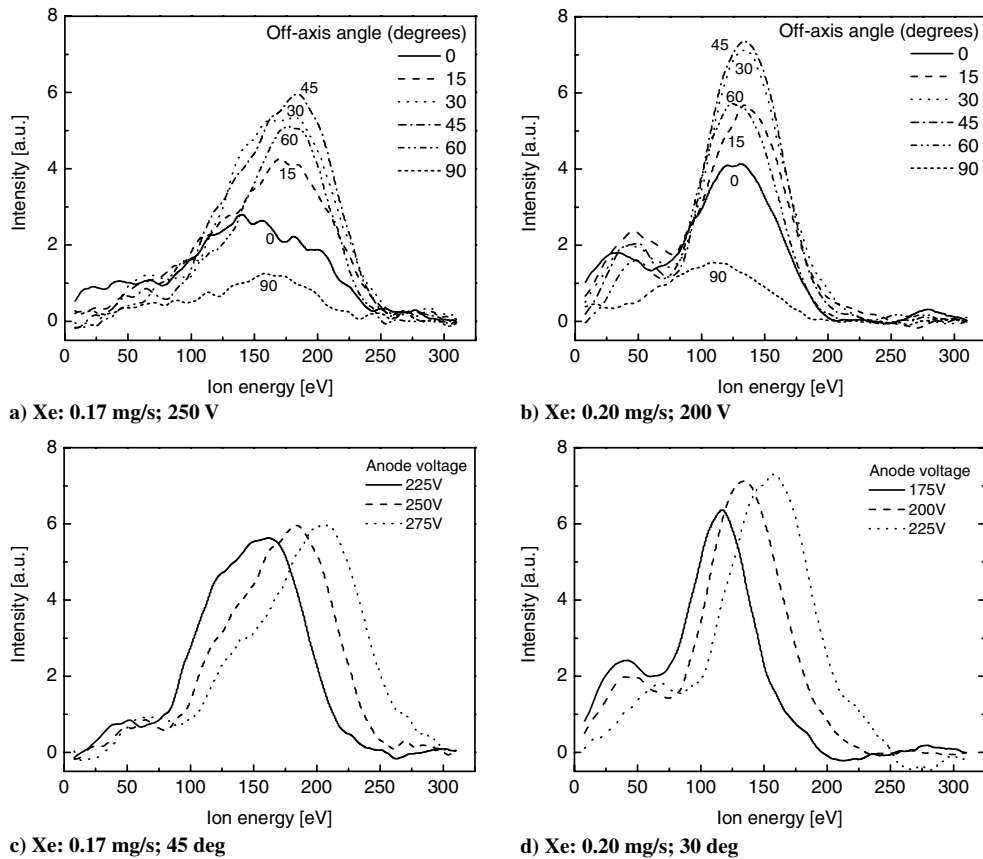 Off-axis angle (degrees)
0
15
30
45
60
90
45
30
60
15
0
90
Intensity [a.u.]
8
6
4
2
0
0 50 100 150 200 250 300
Ion energy [eV]
a) Xe: 0.17 mg/s; 250 V
Off-axis angle (degrees)
0
15
30
45
60
90
45
30
60
15
0
90
Intensity [a.u.]
8
6
4
2
0
0 50 100 150 200 250 300
Ion energy [eV]
b) Xe: 0.20 mg/s; 200 V
Anode voltage
225V
250V
275V
Intensity [a.u.]
8
6
4
2
0
0 50 100 150 200 250 300
Ion energy [eV]
c) Xe: 0.17 mg/s; 45 deg
Anode voltage
175V
200V
225V
Intensity [a.u.]
8
6
4
2
0
0 50 100 150 200 250 300
Ion energy [eV]
d) Xe: 0.20 mg/s; 30 deg